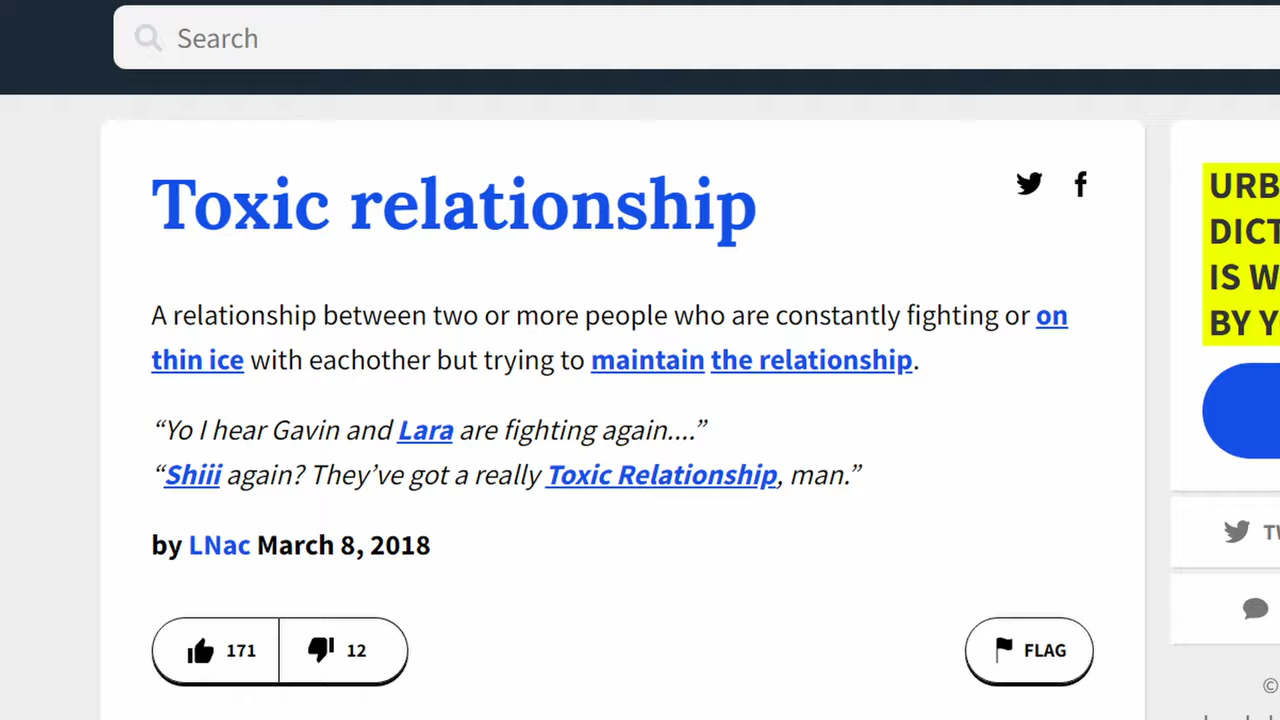 Search
Toxic relationship
A relationship between two or more people who are constantly fighting or on
thin ice with eachother but trying to maintain the relationship.
“Yo I hear Gavin and Lara are fighting again....”
“Shiii again? They’ve got a really Toxic Relationship, man.”
by LNac March 8, 2018
171
12
FLAG
URB
DICT
IS W
BY Y
TW
©